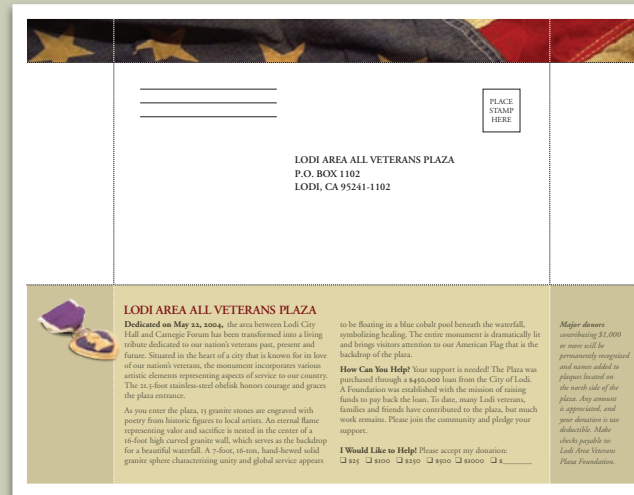 PLACE
STAMP
HERE
LODI AREA ALL VETERANS PLAZA
P.O. BOX 1102
LODI, CA 95241-1102
LODI AREA ALL VETERANS PLAZA
Dedicated on May 22, 2004, the area between Lodi City
Hall and Carnegie Forum has been transformed into a living
tribute dedicated to our nation's veterans past, present and
future. Situated in the heart of a city that is known for its love
of our nation's veterans, the monument incorporates various
artistic elements representing aspects of service to our country.
The 21.5-foot stainless-steel obelisk honors courage and graces
the plaza entrance.
As you enter the plaza, 13 granite stones are engraved with
poetry from historic figures to local artists. An eternal flame
representing valor and sacrifice is nested in the center of a
16-foot high curved granite wall, which serves as the backdrop
for a beautiful waterfall. A 7-foot, 16-ton, hand-hewed solid
granite sphere characterizing unity and global service appears
to be floating in a blue cobalt pool beneath the waterfall,
symbolizing healing. The entire monument is dramatically lit
and brings visitors attention to our American Flag that is the
backdrop of the plaza.
How Can You Help? Your support is needed! The Plaza was
purchased through a $450,000 loan from the City of Lodi.
A Foundation was established with the mission of raising
funds to pay back the loan. To date, many Lodi veterans,
families and friends have contributed to the plaza, but much
work remains. Please join the community and pledge your
support.
I Would Like to Help! Please accept my donation:
❏ $25 ❏ $100 ❏ $250 ❏ $500 ❏ $1000 ❏ $_______
Major donors
contributing $1,000
or more will be
permanently recognized
and names added to
plaques located on
the north side of the
plaza. Any amount
is appreciated, and
your donation is tax
deductible. Make
checks payable to
Lodi Area Veterans
Plaza Foundation.